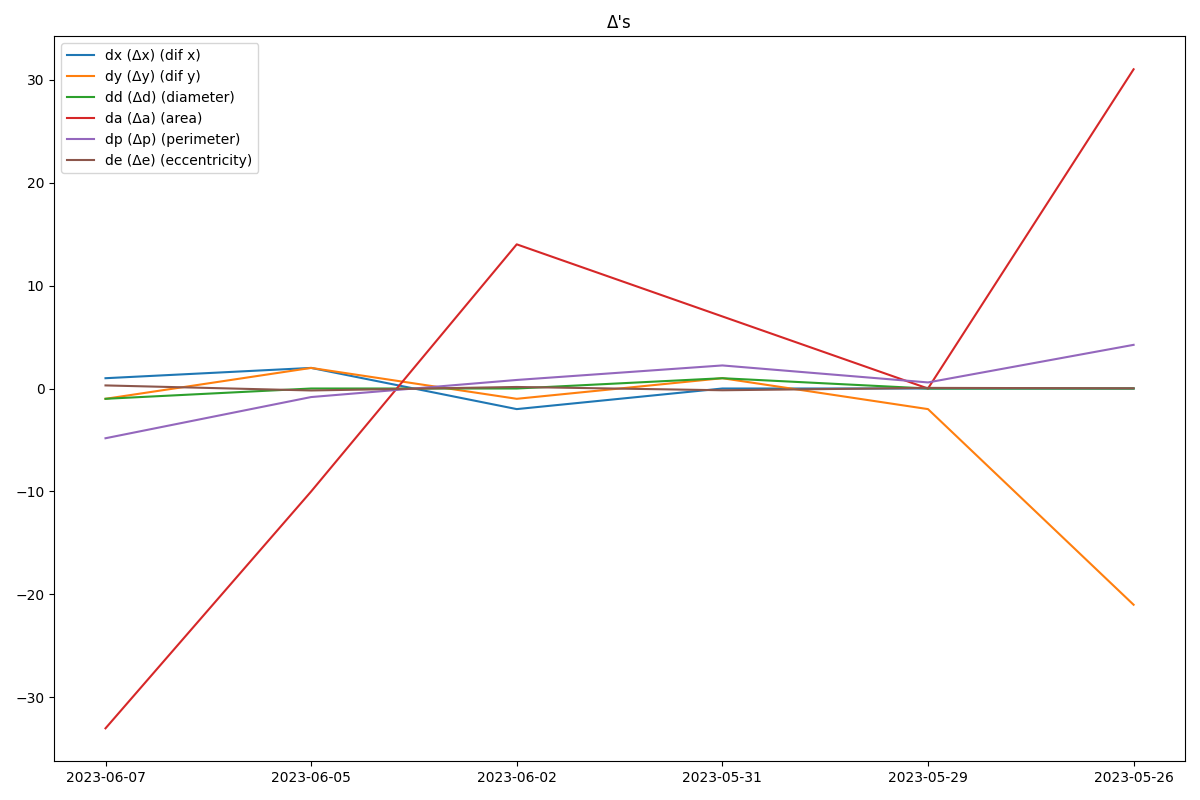 Δ's
dx (Δx) (dif x)
dy (Δy) (dif y)
dd (Δd) (diameter)
da (Δa) (area)
dp (Δp) (perimeter)
de (Δe) (eccentricity)
30
20
10
0
−10
−20
−30
2023-06-07 2023-06-05 2023-06-02 2023-05-31 2023-05-29 2023-05-26